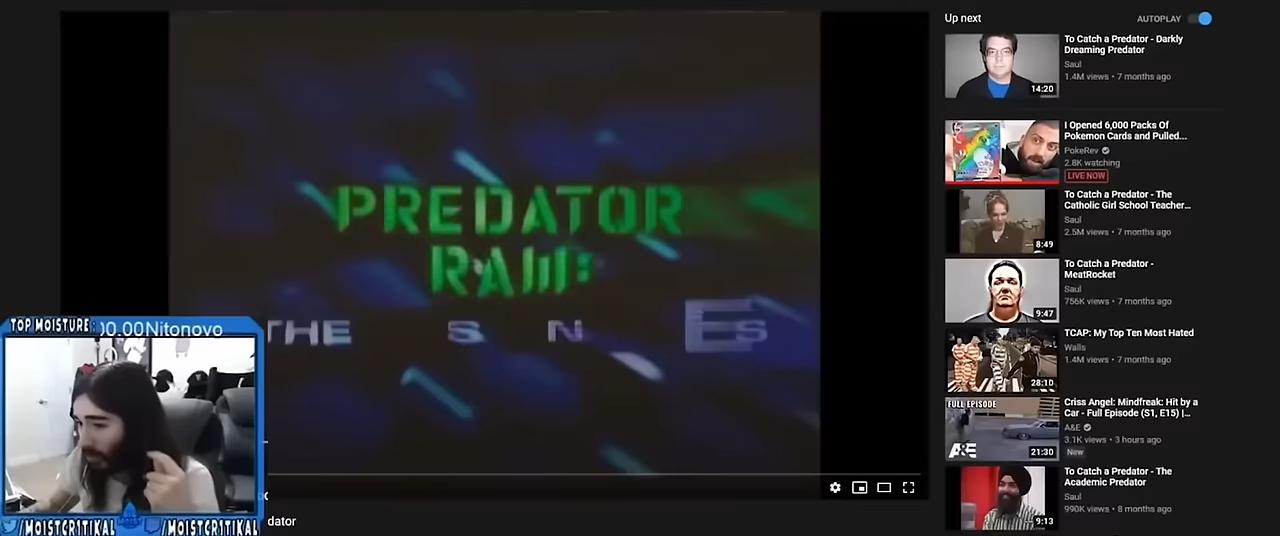 Up next
AUTOPLAY
PREDATOR
RAW:
THE S N ES
To Catch a Predator - Darkly
Dreaming Predator
Saul
1.4M views • 7 months ago
14:20
I Opened 6,000 Packs Of
Pokemon Cards and Pulled...
PokeRev
2.8K watching
LIVE NOW
To Catch a Predator - The
Catholic Girl School Teacher...
Saul
2.5M views • 7 months ago
8:49
To Catch a Predator -
MeatRocket
Saul
756K views • 7 months ago
9:47
TCAP: My Top Ten Most Hated
Walls
1.4M views • 7 months ago
28:10
Criss Angel: Mindfreak: Hit by a
Car - Full Episode (S1, E15) |...
A&E
3.1K views • 3 hours ago
New
FULL EPISODE
A&E
21:30
To Catch a Predator - The
Academic Predator
Saul
990K views • 8 months ago
9:13
TOP MOISTURE: 00.00Nitonovo
/MOISTCR1TIKAL
/MOISTCR1TIKAL
dator